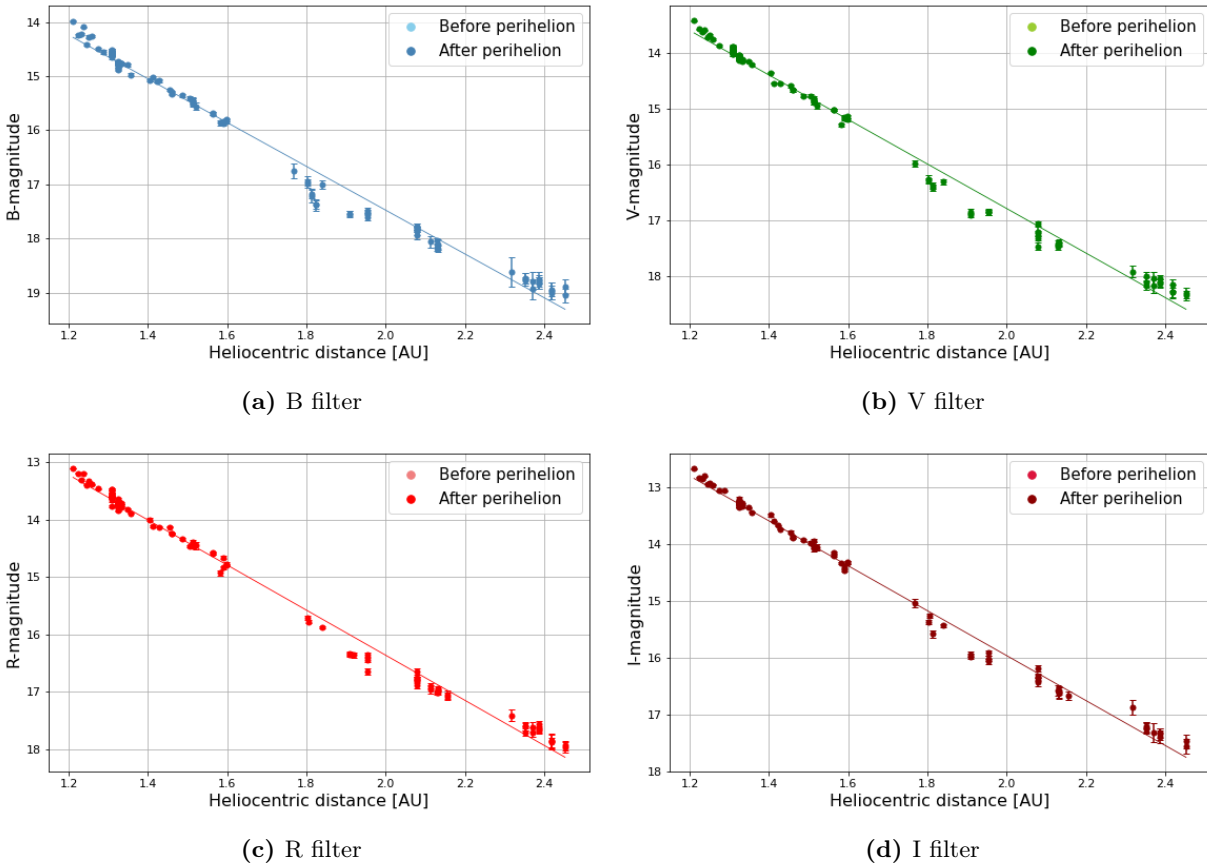 Before perihelion
After perihelion
14
15
16
17
18
19
B-magnitude
1.2 1.4 1.6 1.8 2.0 2.2 2.4
Heliocentric distance [AU]
(a) B filter
Before perihelion
After perihelion
14
15
16
17
18
V-magnitude
1.2 1.4 1.6 1.8 2.0 2.2 2.4
Heliocentric distance [AU]
(b) V filter
Before perihelion
After perihelion
13
14
15
16
17
18
R-magnitude
1.2 1.4 1.6 1.8 2.0 2.2 2.4
Heliocentric distance [AU]
(c) R filter
Before perihelion
After perihelion
13
14
15
16
17
18
I-magnitude
1.2 1.4 1.6 1.8 2.0 2.2 2.4
Heliocentric distance [AU]
(d) I filter